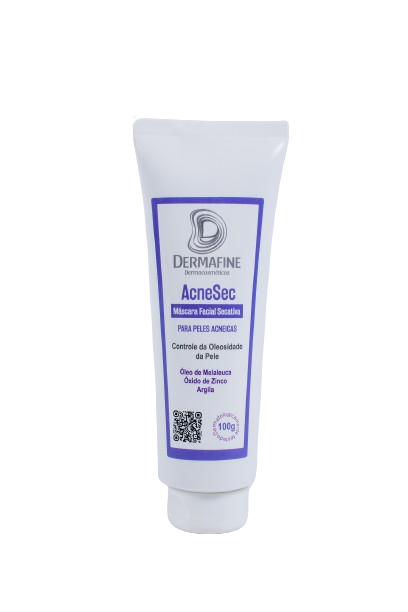 DERMAFINE
Dermacosméticos
AcneSec
Máscara Facial Secativa
PARA PELES ACNEICAS
Controle da Oleosidade
da Pele
Óleo de Melaleuca
Óxido de Zinco
Argila
100g